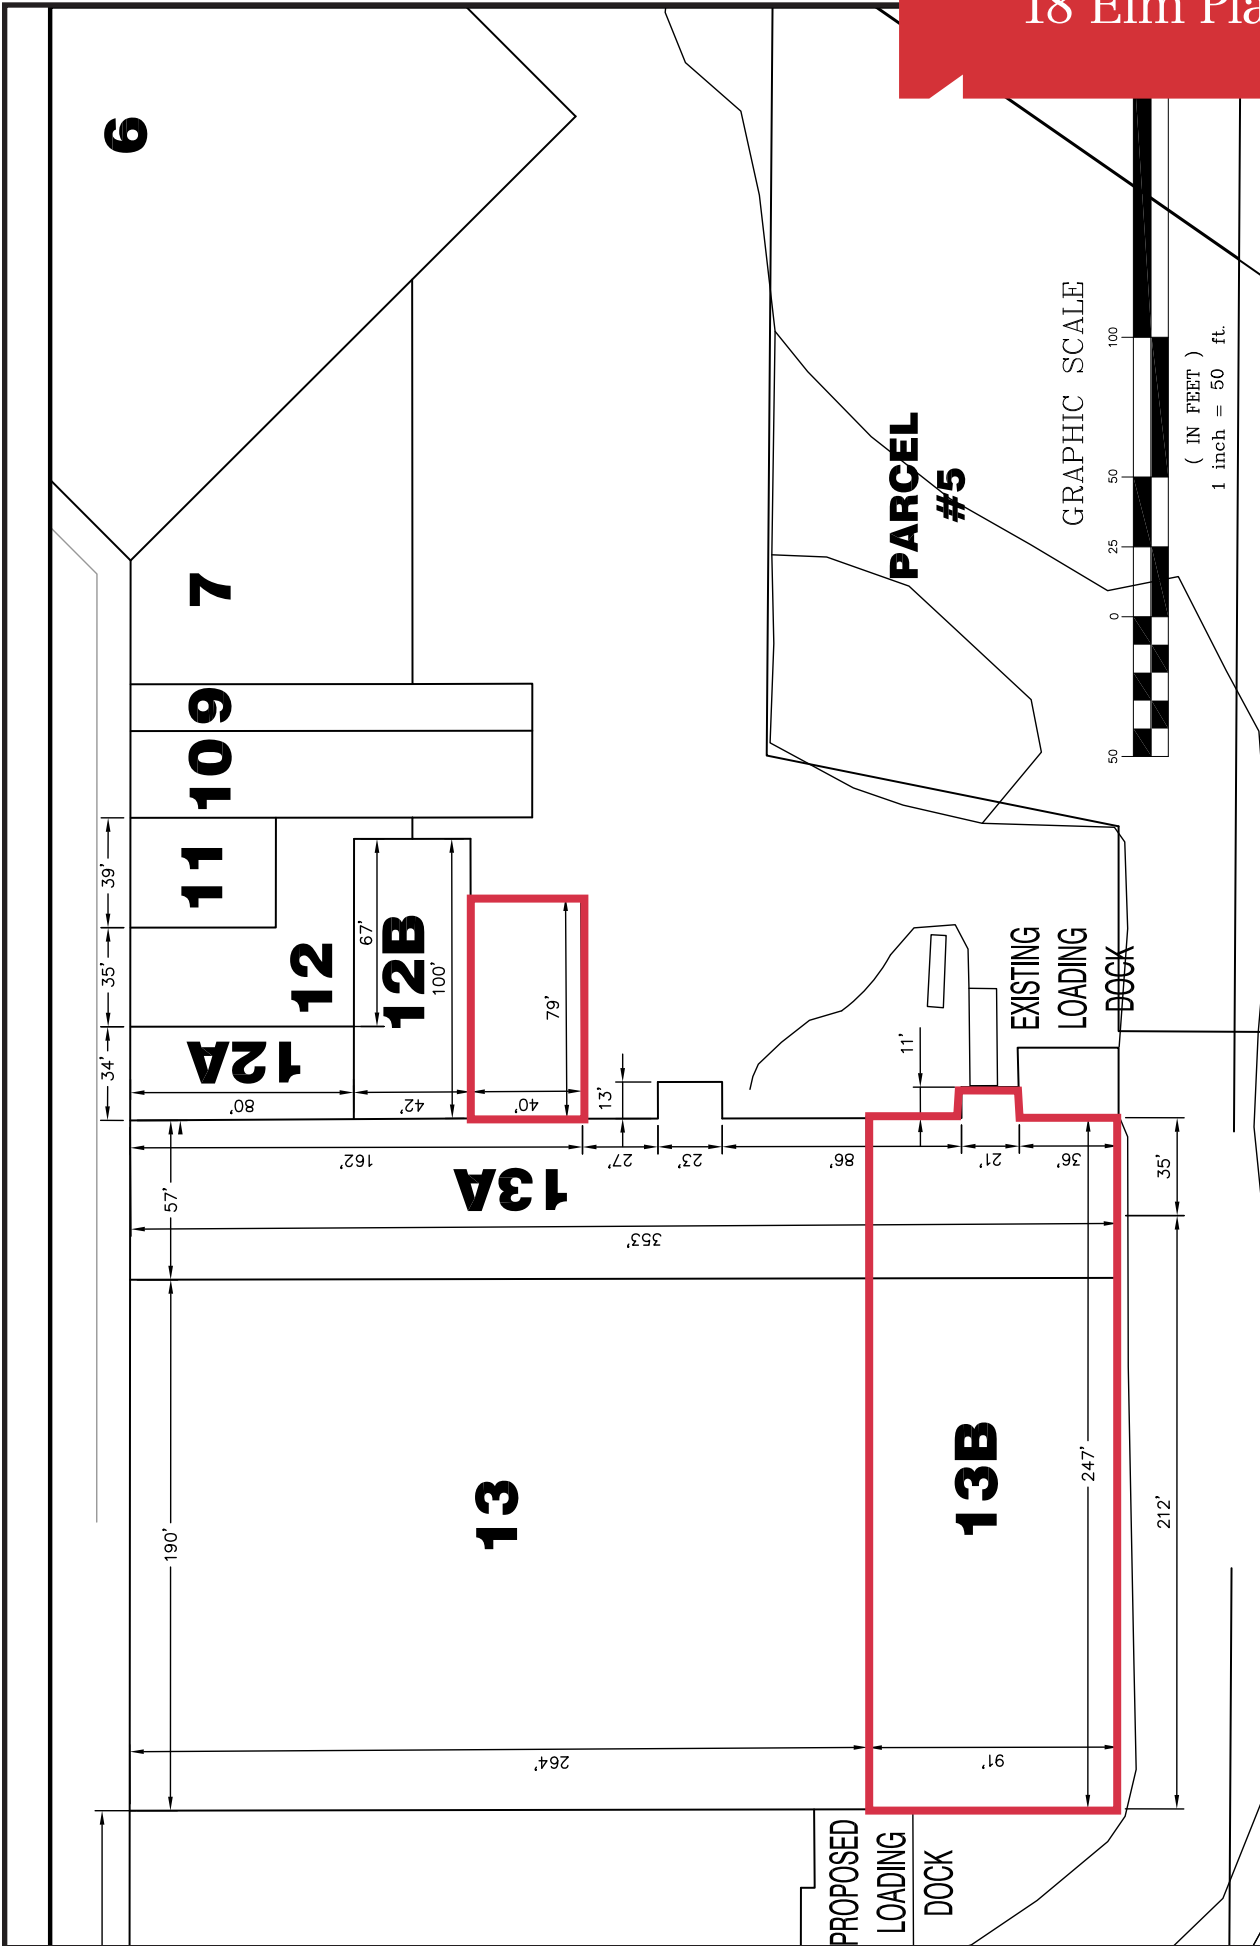 18 Elm Pla
6
7
9
10
11
12
12A
12B
13A
13
13B
PARCEL
#5
GRAPHIC SCALE
50
0
25
50
100
( IN FEET )
1 inch = 50 ft.
39'
35'
34'
67'
100'
79'
80'
42'
40'
13'
11'
EXISTING
LOADING
DOCK
162'
27'
23'
86'
21'
36'
35'
57'
353'
190'
247'
212'
264'
91'
PROPOSED
LOADING
DOCK